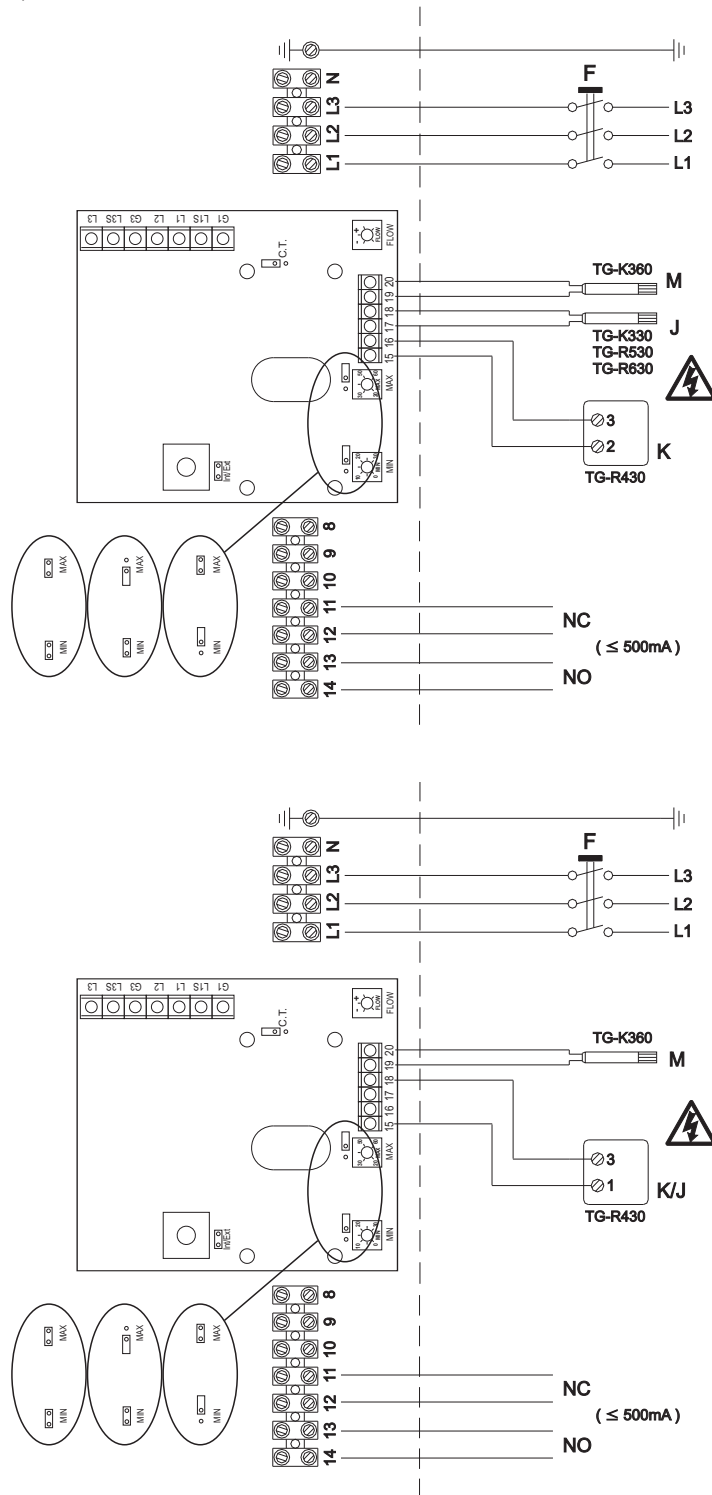 N
L3
L2
L1
F
L3
L2
L1
L3 L3S G3 L2 L1 L1S G1
C.T.
- +
FLOW
FLOW
20
19
18
17
16
15
TG-K360
M
J
TG-K330
TG-R530
TG-R630
3
2
K
TG-R430
MAX
MIN
Int/Ext
MAX
MIN
MAX
MIN
MAX
MIN
8
9
10
11
12
13
14
NC
( ≤ 500mA )
NO
N
L3
L2
L1
F
L3
L2
L1
L3 L3S G3 L2 L1 L1S G1
C.T.
- +
FLOW
FLOW
20
19
18
17
16
15
TG-K360
M
3
1
K/J
TG-R430
MAX
MIN
Int/Ext
MAX
MIN
MAX
MIN
MAX
MIN
8
9
10
11
12
13
14
NC
( ≤ 500mA )
NO